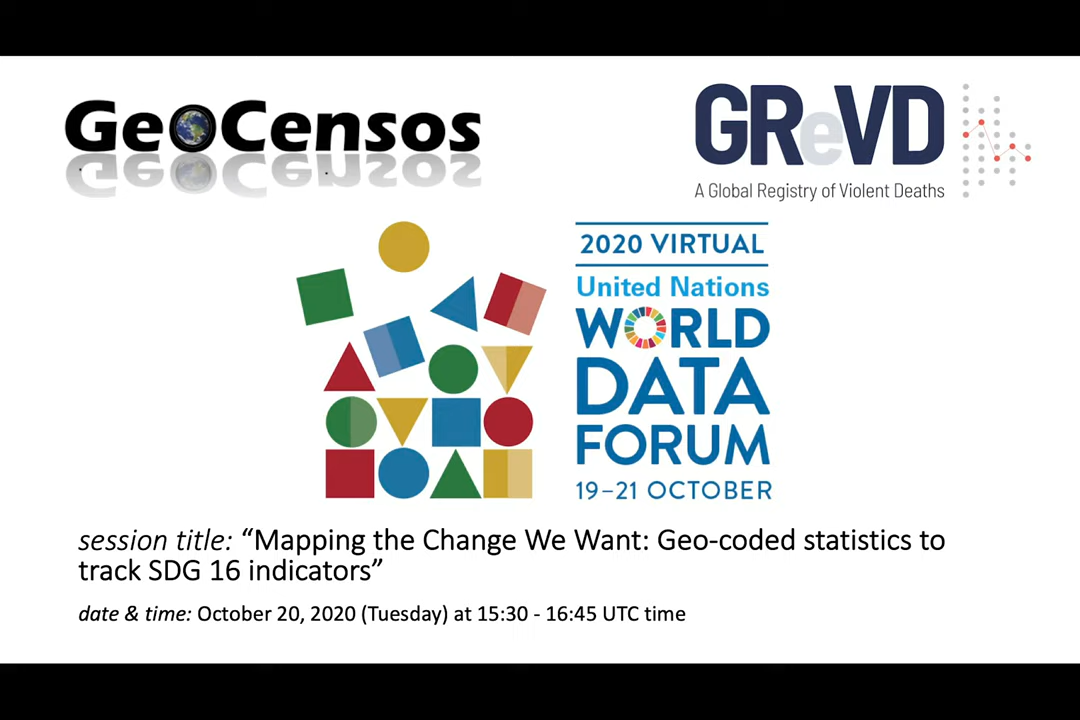 GeoCensos
GReVD
A Global Registry of Violent Deaths
2020 VIRTUAL
United Nations
WORLD
DATA
FORUM
19–21 OCTOBER
session title: “Mapping the Change We Want: Geo-coded statistics to
track SDG 16 indicators”
date & time: October 20, 2020 (Tuesday) at 15:30 - 16:45 UTC time